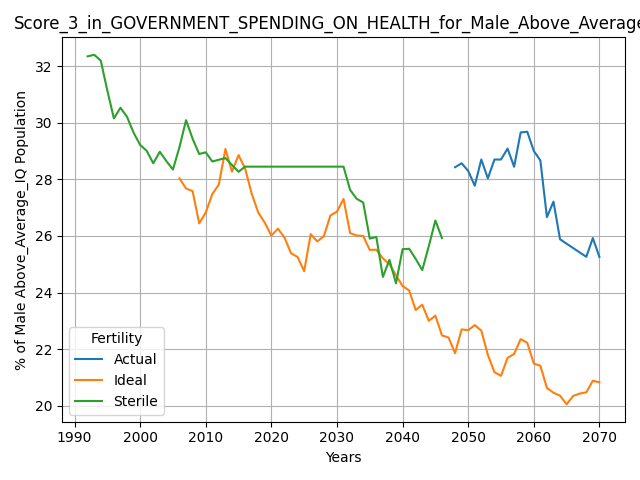 Score_3_in_GOVERNMENT_SPENDING_ON_HEALTH_for_Male_Above_Average
% of Male Above_Average_IQ Population
32
30
28
26
24
22
20
Fertility
Actual
Ideal
Sterile
1990 2000 2010 2020 2030 2040 2050 2060 2070
Years